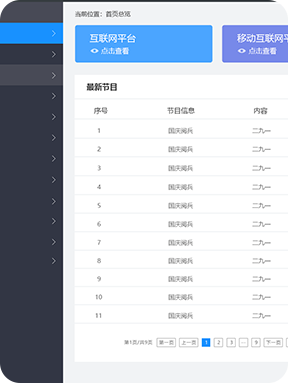 当前位置：首页总览
互联网平台
点击查看
移动互联网平
点击查看
最新节目
序号 节目信息 内容
1 国庆阅兵 二九一
2 国庆阅兵 二九一
3 国庆阅兵 二九一
4 国庆阅兵 二九一
5 国庆阅兵 二九一
6 国庆阅兵 二九一
7 国庆阅兵 二九一
8 国庆阅兵 二九一
9 国庆阅兵 二九一
10 国庆阅兵 二九一
11 国庆阅兵 二九一
第1页/共9页 第一页 上一页 1 2 3 ··· 9 下一页